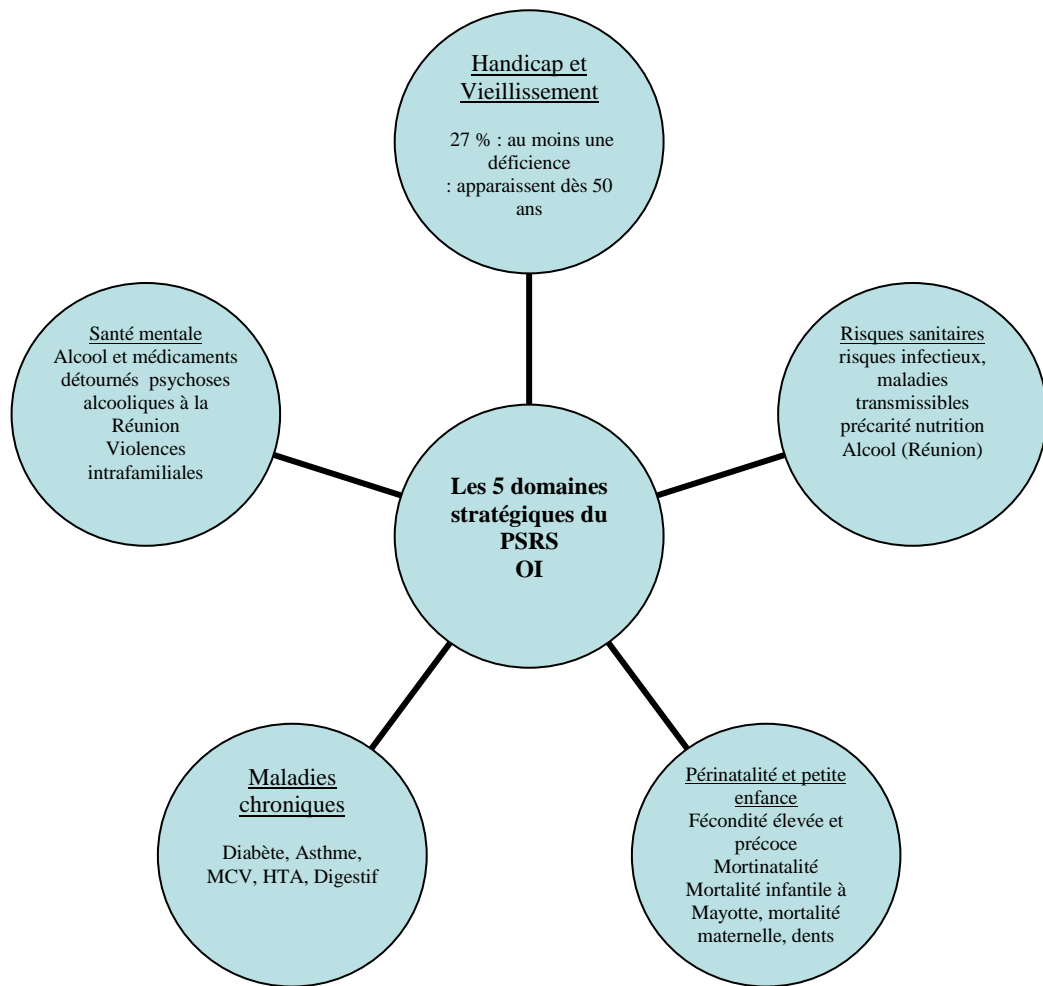 Handicap et
Vieillissement
27 % : au moins une
déficience
: apparaissent dès 50
ans
Santé mentale
Alcool et médicaments
détournés psychoses
alcooliques à la
Réunion
Violences
intrafamiliales
Risques sanitaires
risques infectieux,
maladies
transmissibles
précarité nutrition
Alcool (Réunion)
Les 5 domaines
stratégiques du
PSRS
OI
Maladies
chroniques
Diabète, Asthme,
MCV, HTA, Digestif
Périnatalité et petite
enfance
Fécondité élevée et
précoce
Mortinatalité
Mortalité infantile à
Mayotte, mortalité
maternelle, dents